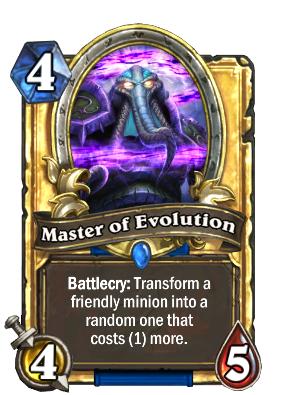 4
Master of Evolution
Battlecry: Transform a
friendly minion into a
random one that
costs (1) more.
4
5